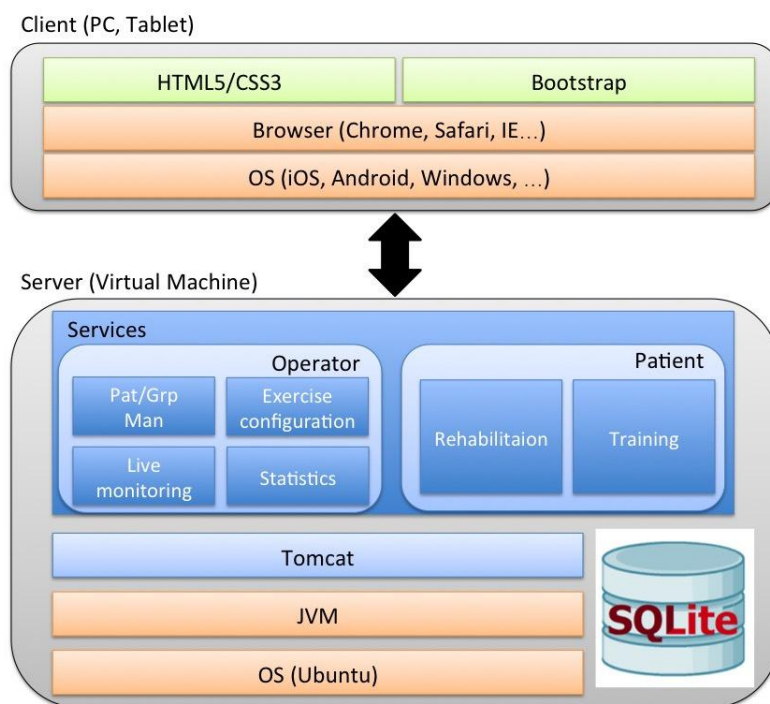 Client (PC, Tablet)
HTML5/CSS3
Bootstrap
Browser (Chrome, Safari, IE...)
OS (iOS, Android, Windows, ...)
Server (Virtual Machine)
Services
Operator
Pat/Grp
Man
Exercise
configuration
Live
monitoring
Statistics
Patient
Rehabilitaion
Training
Tomcat
JVM
OS (Ubuntu)
SQLite